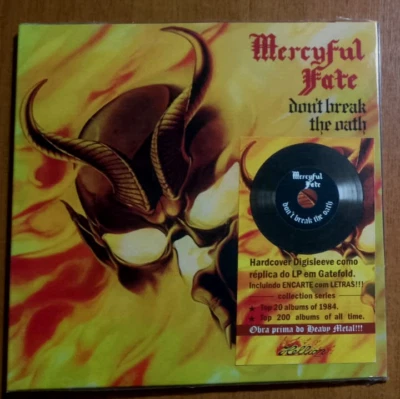 Mercyful
Fate
don't break
the oath
Mercyful
Fate
don't break the oath
Hardcover Digisleeve como
réplica do LP em Gatefold.
Incluindo ENCARTE com LETRAS!!)
collection series
★ Top 20 albums of 1984.
★ Top 200 albums of all time.
Obra prima do Heavy Metal!!!
Hellion